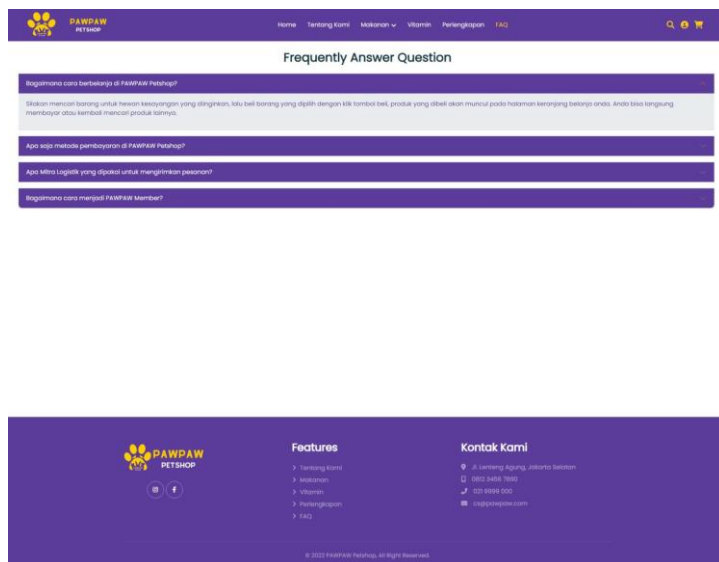 PAWPAW
PETSHOP
Home Tentang Kami Makanan Vitamin Perlengkapan FAQ
Frequently Answer Question
Bagaimana cara berbelanja di PAWPAW Petshop?
Silakan mencari barang untuk hewan kesayangan yang diinginkan, lalu beli barang yang dipilih dengan klik tombol beli, produk yang dibeli akan muncul pada halaman keranjang belanja anda. Anda bisa langsung
membayar atau kembali mencari produk lainnya.
Apa saja metode pembayaran di PAWPAW Petshop?
Apa Mitra Logistik yang dipakai untuk mengirimkan pesanan?
Bagaimana cara menjadi PAWPAW Member?
PAWPAW
PETSHOP
Features
Tentang Kami
Makanan
Vitamin
Perlengkapan
FAQ
Kontak Kami
Jl. Lenteng Agung, Jakarta Selatan
0813 3456 7890
021 9999 000
cs@pawpaw.com
© 2022 PAWPAW Petshop. All Right Reserved.